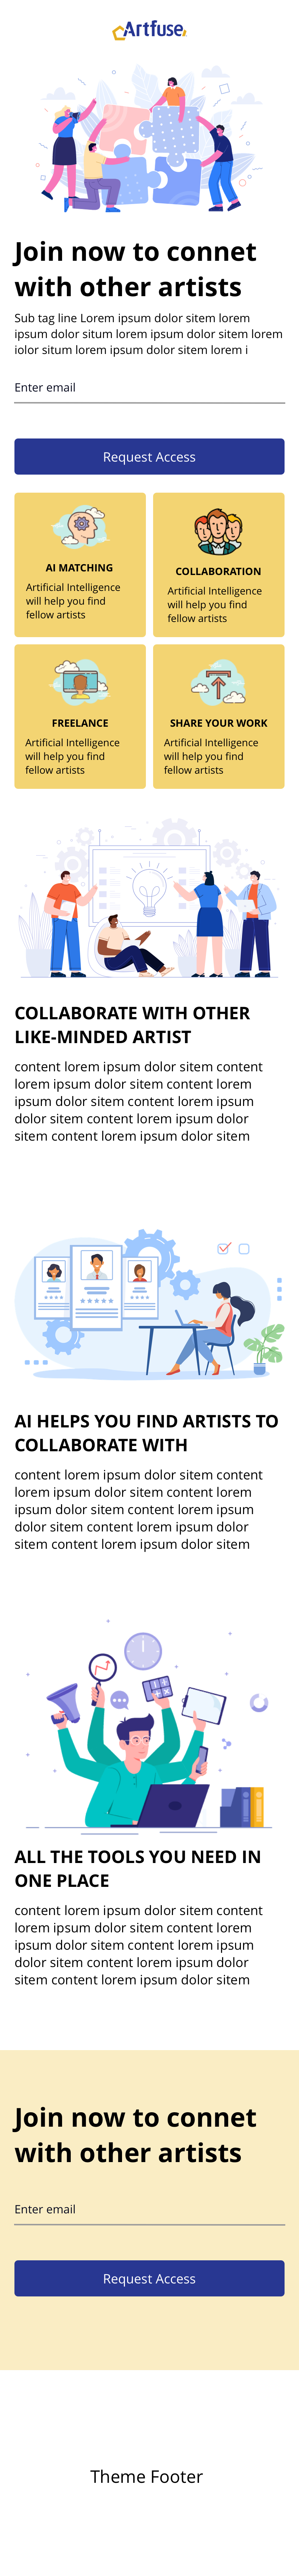 Artfuse.
Join now to connet
with other artists
Sub tag line Lorem ipsum dolor sitem lorem
ipsum dolor situm lorem ipsum dolor sitem lorem
iolor situm lorem ipsum dolor sitem lorem i
Enter email
Request Access
AI MATCHING
Artificial Intelligence
will help you find
fellow artists
COLLABORATION
Artificial Intelligence
will help you find
fellow artists
FREELANCE
Artificial Intelligence
will help you find
fellow artists
SHARE YOUR WORK
Artificial Intelligence
will help you find
fellow artists
COLLABORATE WITH OTHER
LIKE-MINDED ARTIST
content lorem ipsum dolor sitem content
lorem ipsum dolor sitem content lorem
ipsum dolor sitem content lorem ipsum
dolor sitem content lorem ipsum dolor
sitem content lorem ipsum dolor sitem
AI HELPS YOU FIND ARTISTS TO
COLLABORATE WITH
content lorem ipsum dolor sitem content
lorem ipsum dolor sitem content lorem
ipsum dolor sitem content lorem ipsum
dolor sitem content lorem ipsum dolor
sitem content lorem ipsum dolor sitem
ALL THE TOOLS YOU NEED IN
ONE PLACE
content lorem ipsum dolor sitem content
lorem ipsum dolor sitem content lorem
ipsum dolor sitem content lorem ipsum
dolor sitem content lorem ipsum dolor
sitem content lorem ipsum dolor sitem
Join now to connet
with other artists
Enter email
Request Access
Theme Footer